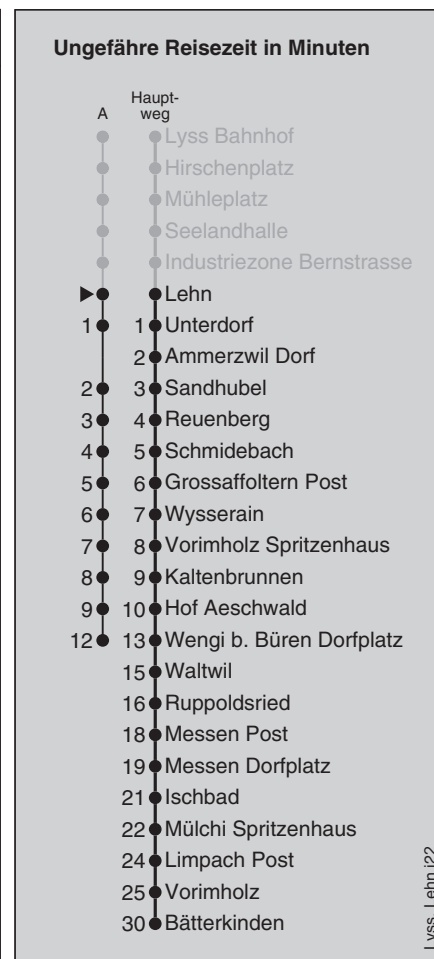 Ungefähre Reisezeit in Minuten
Haupt-
A weg
Lyss Bahnhof
Hirschenplatz
Mühleplatz
Seelandhalle
Industriezone Bernstrasse
Lehn
1 1 Unterdorf
2 Ammerzwil Dorf
2 3 Sandhubel
3 4 Reuenberg
4 5 Schmidebach
5 6 Grossaffoltern Post
6 7 Wysserain
7 8 Vorimholz Spritzenhaus
8 9 Kaltenbrunnen
9 10 Hof Aeschwald
12 13 Wengi b. Büren Dorfplatz
15 Waltwil
16 Ruppoldsried
18 Messen Post
19 Messen Dorfplatz
21 Ischbad
22 Mülchi Spritzenhaus
24 Limpach Post
25 Vorimholz
30 Bätterkinden
Lyss, Lehn j22